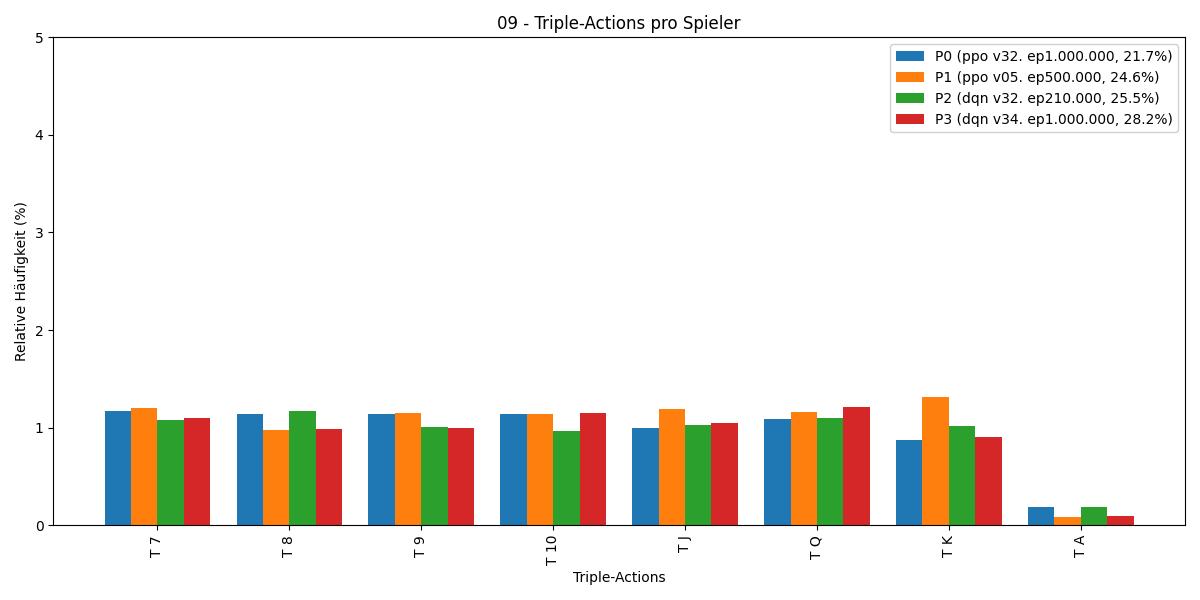 09 - Triple-Actions pro Spieler
P0 (ppo v32. ep1.000.000, 21.7%)
P1 (ppo v05. ep500.000, 24.6%)
P2 (dqn v32. ep210.000, 25.5%)
P3 (dqn v34. ep1.000.000, 28.2%)
Relative Häufigkeit (%)
5
4
3
2
1
0
T 7
T 8
T 9
T 10
T J
T Q
T K
T A
Triple-Actions